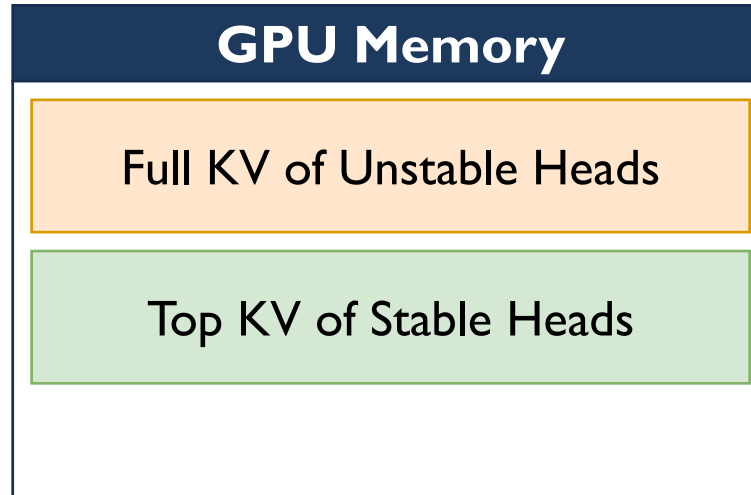 GPU Memory
Full KV of Unstable Heads
Top KV of Stable Heads